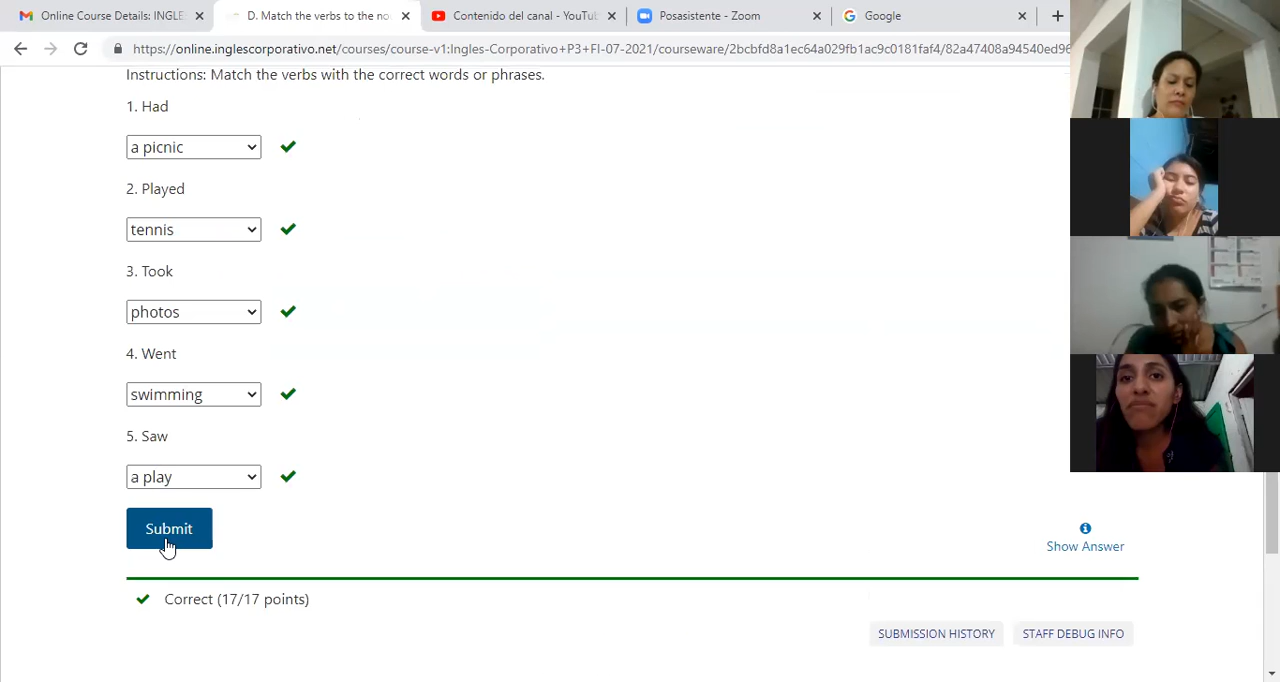 Online Course Details: INGLE
D. Match the verbs to the no
Contenido del canal - YouTu
Posasistente - Zoom
Google
https://online.inglescorporativo.net/courses/course-v1:Ingles-Corporativo+P3+FI-07-2021/courseware/2bcbfd8a1ec64a029fb1ac9c0181faf4/82a47408a94540ed96
Instructions: Match the verbs with the correct words or phrases.
1. Had
a picnic
2. Played
tennis
3. Took
photos
4. Went
swimming
5. Saw
a play
Submit
Show Answer
Correct (17/17 points)
SUBMISSION HISTORY
STAFF DEBUG INFO